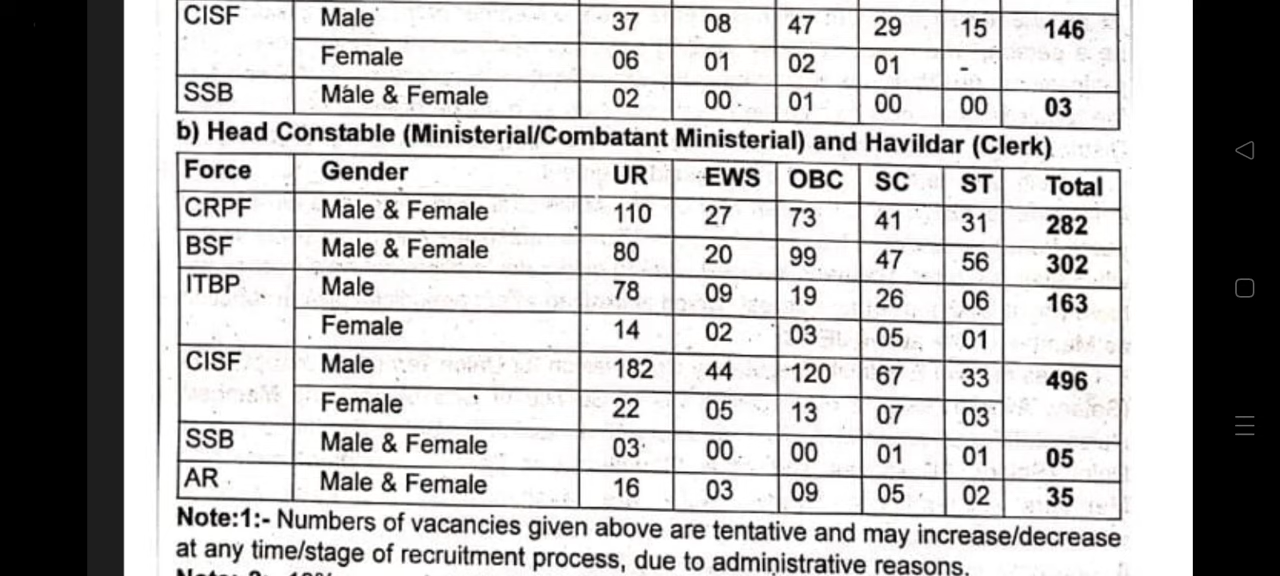 CISF Male 37 08 47 29 15 146
Female 06 01 02 01 -
SSB Male & Female 02 00 01 00 00 03
b) Head Constable (Ministerial/Combatant Ministerial) and Havildar (Clerk)
Force Gender UR EWS OBC SC ST Total
CRPF Male & Female 110 27 73 41 31 282
BSF Male & Female 80 20 99 47 56 302
ITBP Male 78 09 19 26 06 163
Female 14 02 03 05 01
CISF Male 182 44 120 67 33 496
Female 22 05 13 07 03
SSB Male & Female 03 00 00 01 01 05
AR Male & Female 16 03 09 05 02 35
Note:1:- Numbers of vacancies given above are tentative and may increase/decrease
at any time/stage of recruitment process, due to administrative reasons.